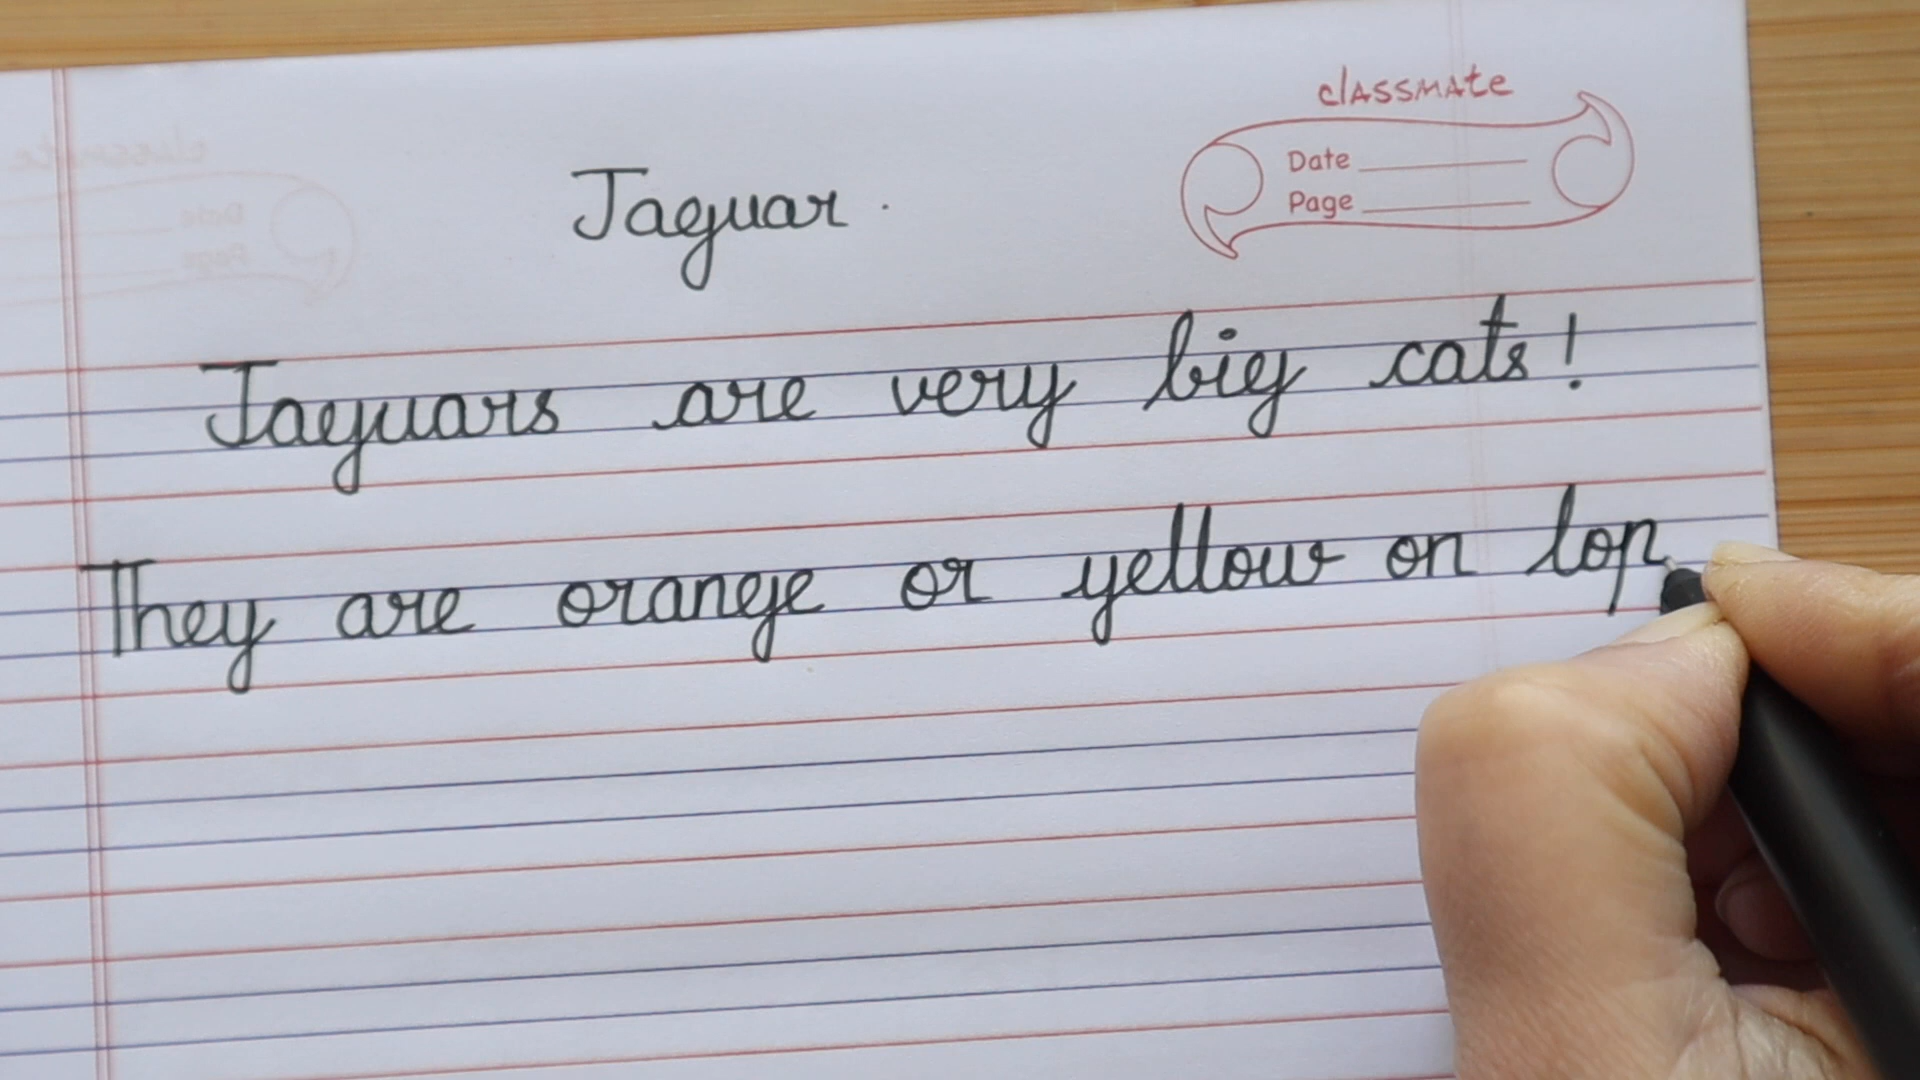 classmate
Date
Page
Jaguar.
Jaguars are very big cats!
They are orange or yellow on top